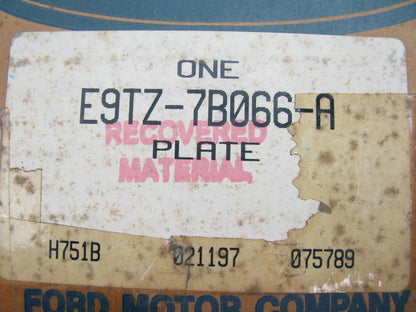 ONE
E9TZ-7B066-A
RECOVERED
PLATE
MATERIAL
H751B 021197 075789
FORD MOTOR COMPANY